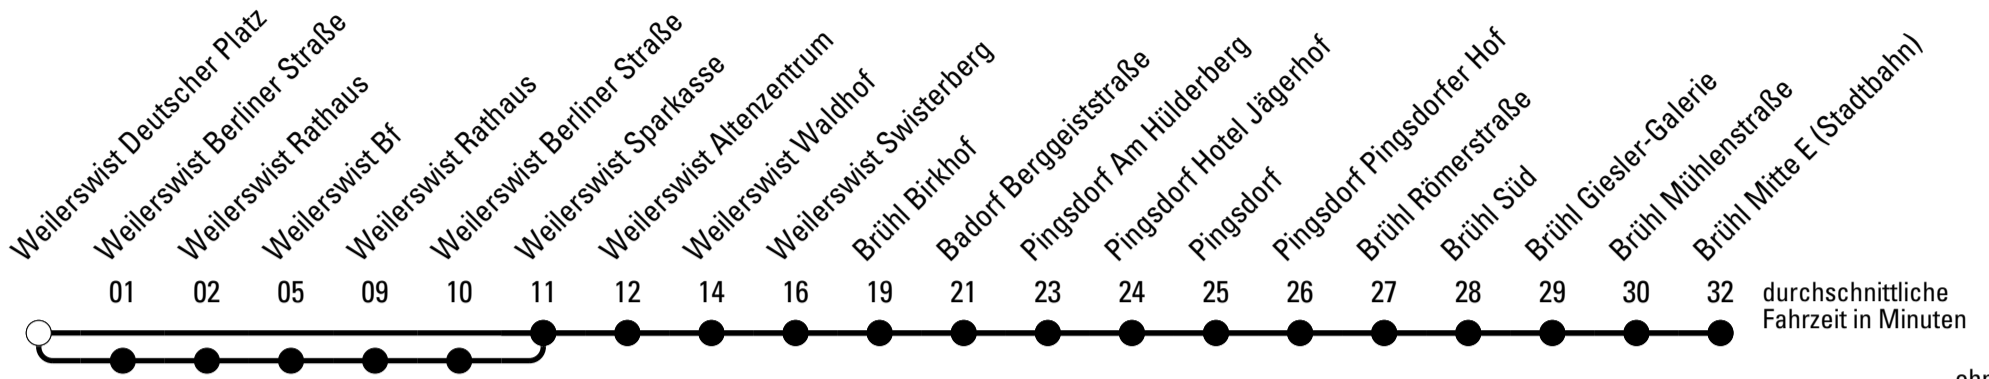 Weilerswist Deutscher Platz
Weilerswist Berliner Straße
Weilerswist Rathaus
Weilerswist Bf
Weilerswist Rathaus
Weilerswist Berliner Straße
Weilerswist Sparkasse
Weilerswist Altenzentrum
Weilerswist Waldhof
Weilerswist Swisterberg
Brühl Birkhof
Badorf Berggeiststraße
Pingsdorf Am Hülderberg
Pingsdorf Hotel Jägerhof
Pingsdorf
Pingsdorf Pingsdorfer Hof
Brühl Römerstraße
Brühl Süd
Brühl Giesler-Galerie
Brühl Mühlenstraße
Brühl Mitte E (Stadtbahn)
01 02 05 09 10 11 12 14 16 19 21 23 24 25 26 27 28 29 30 32
durchschnittliche
Fahrzeit in Minuten